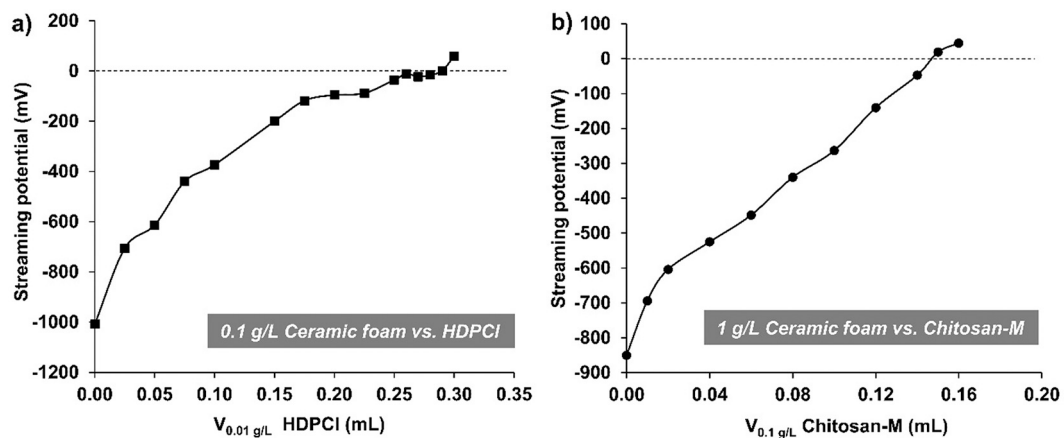 a)
Streaming potential (mV)
200
0
-200
-400
-600
-800
-1000
-1200
0.00 0.05 0.10 0.15 0.20 0.25 0.30 0.35
V0.01 g/L HDPCl (mL)
0.1 g/L Ceramic foam vs. HDPCl
b)
Streaming potential (mV)
100
0
-100
-200
-300
-400
-500
-600
-700
-800
-900
0.00 0.04 0.08 0.12 0.16 0.20
V0.1 g/L Chitosan-M (mL)
1 g/L Ceramic foam vs. Chitosan-M